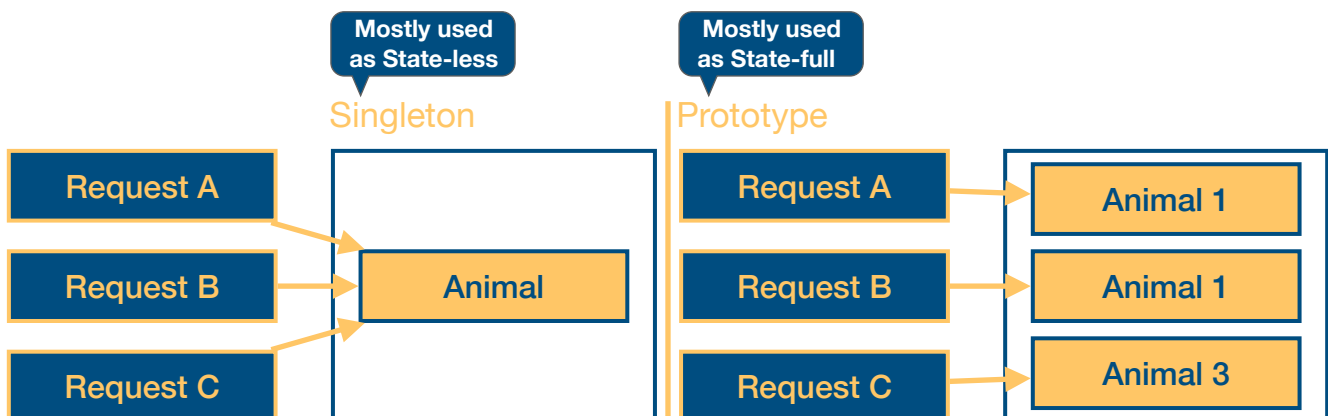 Mostly used
as State-less
Mostly used
as State-full
Singleton
Prototype
Request A
Request B
Request C
Animal
Request A
Request B
Request C
Animal 1
Animal 1
Animal 3